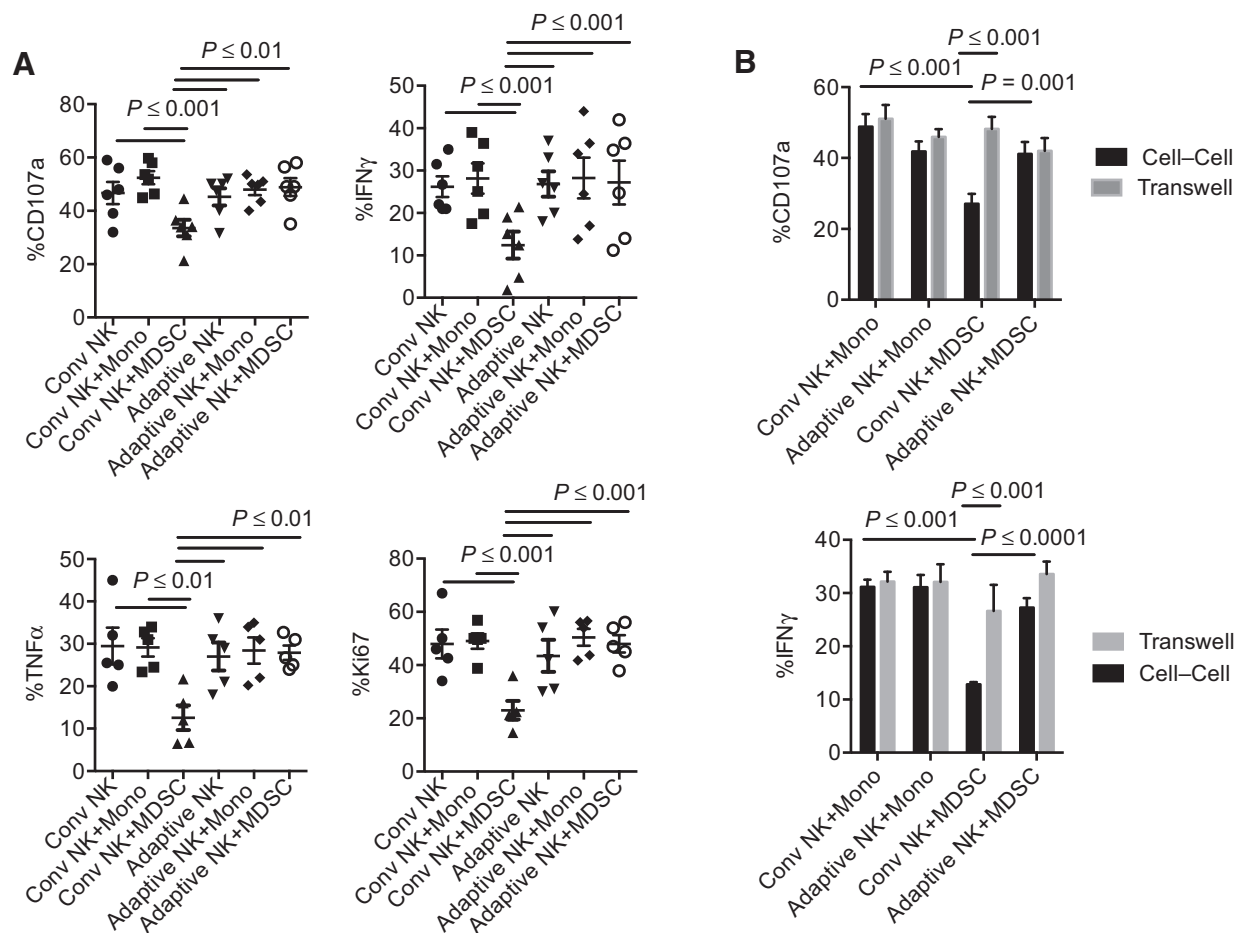 A
P ≤ 0.01
P ≤ 0.001
%CD107a
80
60
40
20
0
Conv NK
Conv NK+Mono
Conv NK+MDSC
Adaptive NK
Adaptive NK+Mono
Adaptive NK+MDSC
P ≤ 0.001
P ≤ 0.001
%IFNγ
50
40
30
20
10
0
Conv NK
Conv NK+Mono
Conv NK+MDSC
Adaptive NK
Adaptive NK+Mono
Adaptive NK+MDSC
P ≤ 0.01
P ≤ 0.01
%TNFα
50
40
30
20
10
0
Conv NK
Conv NK+Mono
Conv NK+MDSC
Adaptive NK
Adaptive NK+Mono
Adaptive NK+MDSC
P ≤ 0.001
P ≤ 0.001
%Ki67
80
60
40
20
0
Conv NK
Conv NK+Mono
Conv NK+MDSC
Adaptive NK
Adaptive NK+Mono
Adaptive NK+MDSC
B
P ≤ 0.001
P ≤ 0.001
P = 0.001
%CD107a
60
40
20
0
Conv NK+Mono
Adaptive NK+Mono
Conv NK+MDSC
Adaptive NK+MDSC
Cell–Cell
Transwell
P ≤ 0.001
P ≤ 0.001
P ≤ 0.0001
%IFNγ
40
30
20
10
0
Conv NK+Mono
Adaptive NK+Mono
Conv NK+MDSC
Adaptive NK+MDSC
Transwell
Cell–Cell